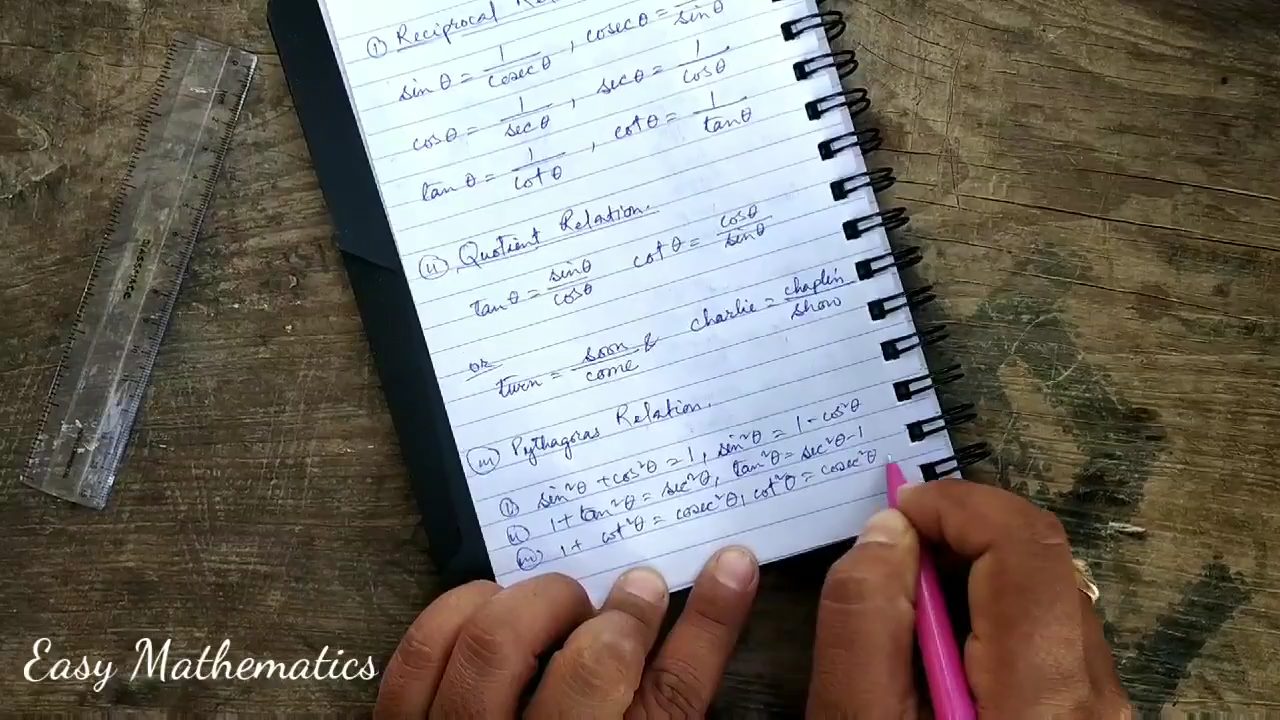 ① Reciprocal Re
sin θ = 1/cosec θ , cosec θ = /sin θ
cos θ = 1/sec θ , sec θ = 1/cos θ
tan θ = 1/cot θ , cot θ = 1/tan θ
ⓘⓘ Quotient Relation.
tan θ = sin θ/cos θ cot θ = cos θ/sin θ
or turn = soon/come & charlie = chaplin/show
ⓘⓘⓘ Pythagoras Relation.
ⓘ sin²θ + cos²θ = 1, sin²θ = 1 - cos²θ
ⓘⓘ 1 + tan²θ = sec²θ, tan²θ = sec²θ - 1
ⓘⓘⓘ 1 + cot²θ = cosec²θ, cot²θ = cosec²θ
QUASSARCE
Easy Mathematics